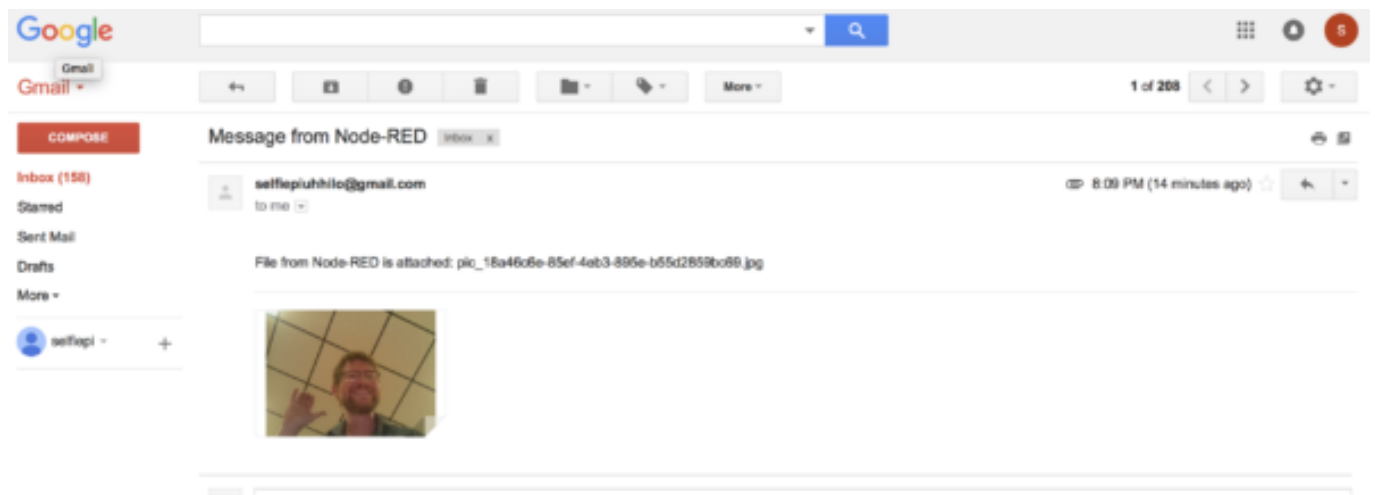 Google
S
Gmail
Gmail
More
1 of 208
COMPOSE
Message from Node-RED Inbox x
Inbox (158)
selfiepiuhhilo@gmail.com
8:09 PM (14 minutes ago)
Starred
to me
Sent Mail
Drafts
File from Node-RED is attached: pic_18a46c6e-85ef-4eb3-895e-b55d2859bc69.jpg
More
selfiepi
+